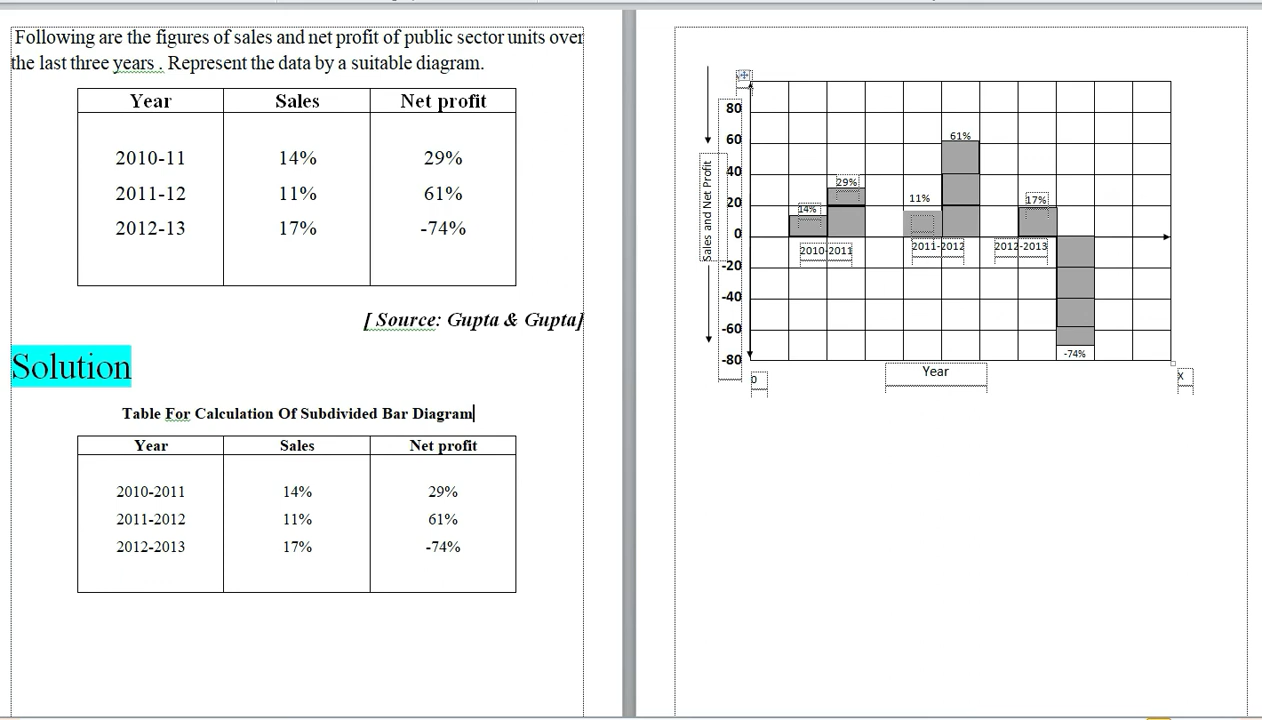 Following are the figures of sales and net profit of public sector units over
the last three years . Represent the data by a suitable diagram.
Year Sales Net profit
2010-11 14% 29%
2011-12 11% 61%
2012-13 17% -74%
[ Source: Gupta & Gupta]
Solution
Table For Calculation Of Subdivided Bar Diagram
Year Sales Net profit
2010-2011 14% 29%
2011-2012 11% 61%
2012-2013 17% -74%
Sales and Net Profit
80
60
40
20
0
-20
-40
-60
-80
14%
29%
11%
61%
17%
-74%
2010-2011
2011-2012
2012-2013
0
Year
X